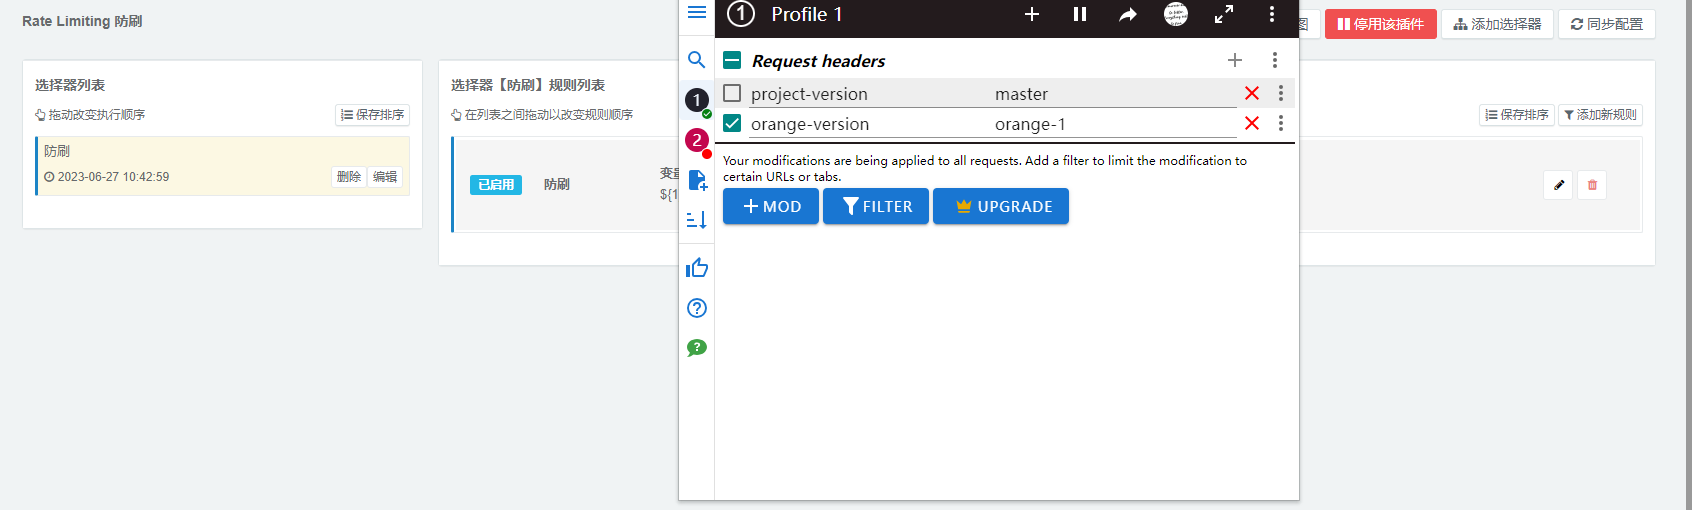 Rate Limiting 防刷
图
停用该插件
添加选择器
同步配置
选择器列表
拖动改变执行顺序
保存排序
防刷
2023-06-27 10:42:59
删除
编辑
选择器【防刷】规则列表
在列表之间拖动以改变规则顺序
保存排序
添加新规则
已启用
防刷
${1
1 Profile 1
Request headers
project-version master
orange-version orange-1
Your modifications are being applied to all requests. Add a filter to limit the modification to
certain URLs or tabs.
MOD
FILTER
UPGRADE
1
2